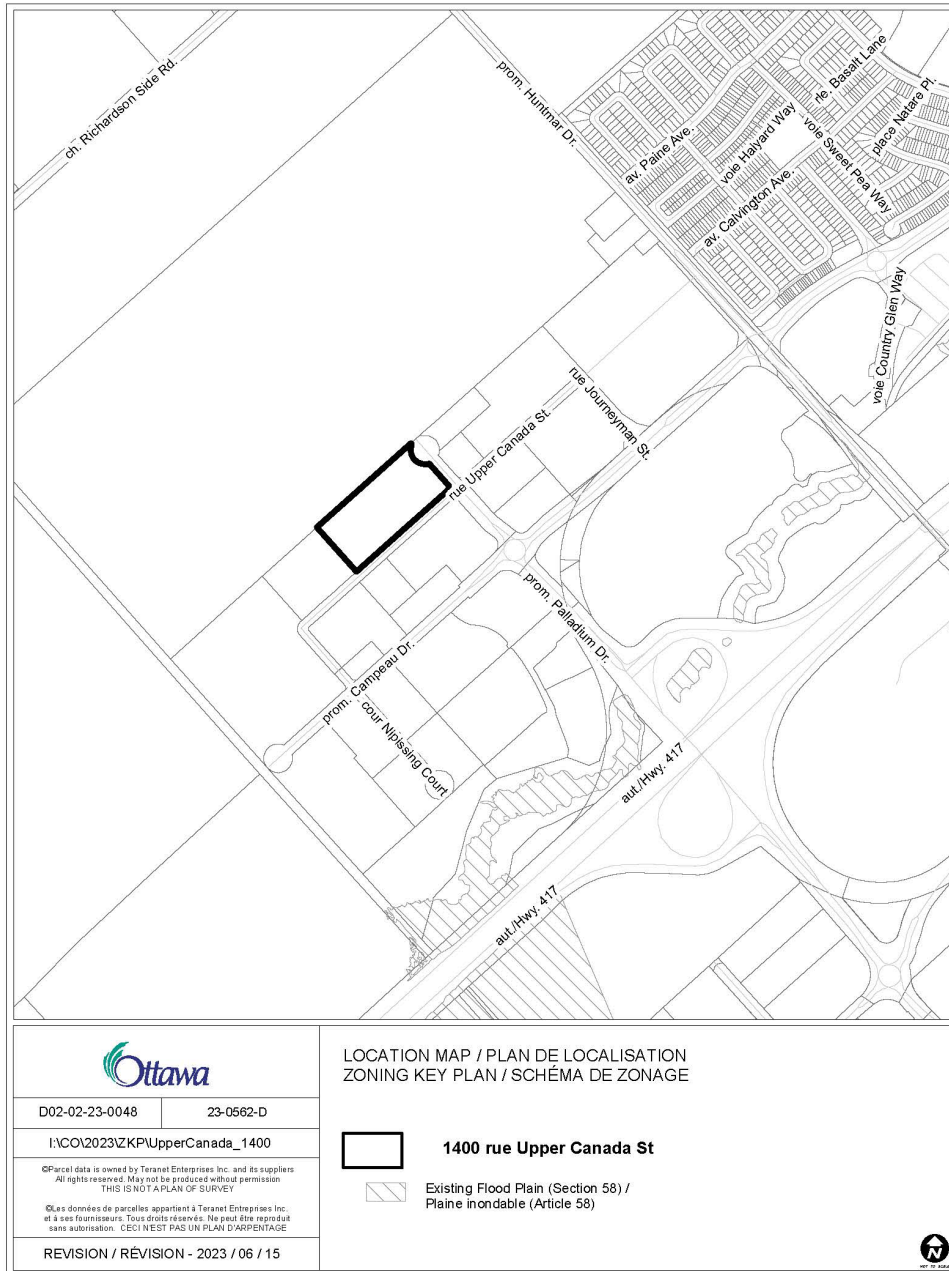 ch. Richardson Side Rd.
prom. Huntmar Dr.
rle. Basalt Lane
av. Paine Ave.
voie Halyard Way
place Natare Pl.
voie Sweet Pea Way
av. Calvington Ave.
voie Country Glen Way
rue Journeyman St.
rue Upper Canada St.
prom. Palladium Dr.
prom. Campeau Dr.
cour Nipissing Court
aut./Hwy. 417
aut./Hwy. 417
Ottawa
D02-02-23-0048
23-0562-D
I:\CO\2023\ZKP\UpperCanada_1400
©Parcel data is owned by Teranet Enterprises Inc. and its suppliers
All rights reserved. May not be produced without permission
THIS IS NOT A PLAN OF SURVEY
©Les données de parcelles appartient à Teranet Entreprises Inc.
et à ses fournisseurs. Tous droits réservés. Ne peut être reproduit
sans autorisation. CECI N'EST PAS UN PLAN D'ARPENTAGE
REVISION / RÉVISION - 2023 / 06 / 15
LOCATION MAP / PLAN DE LOCALISATION
ZONING KEY PLAN / SCHÉMA DE ZONAGE
1400 rue Upper Canada St
Existing Flood Plain (Section 58) /
Plaine inondable (Article 58)
N
NOT TO SCALE